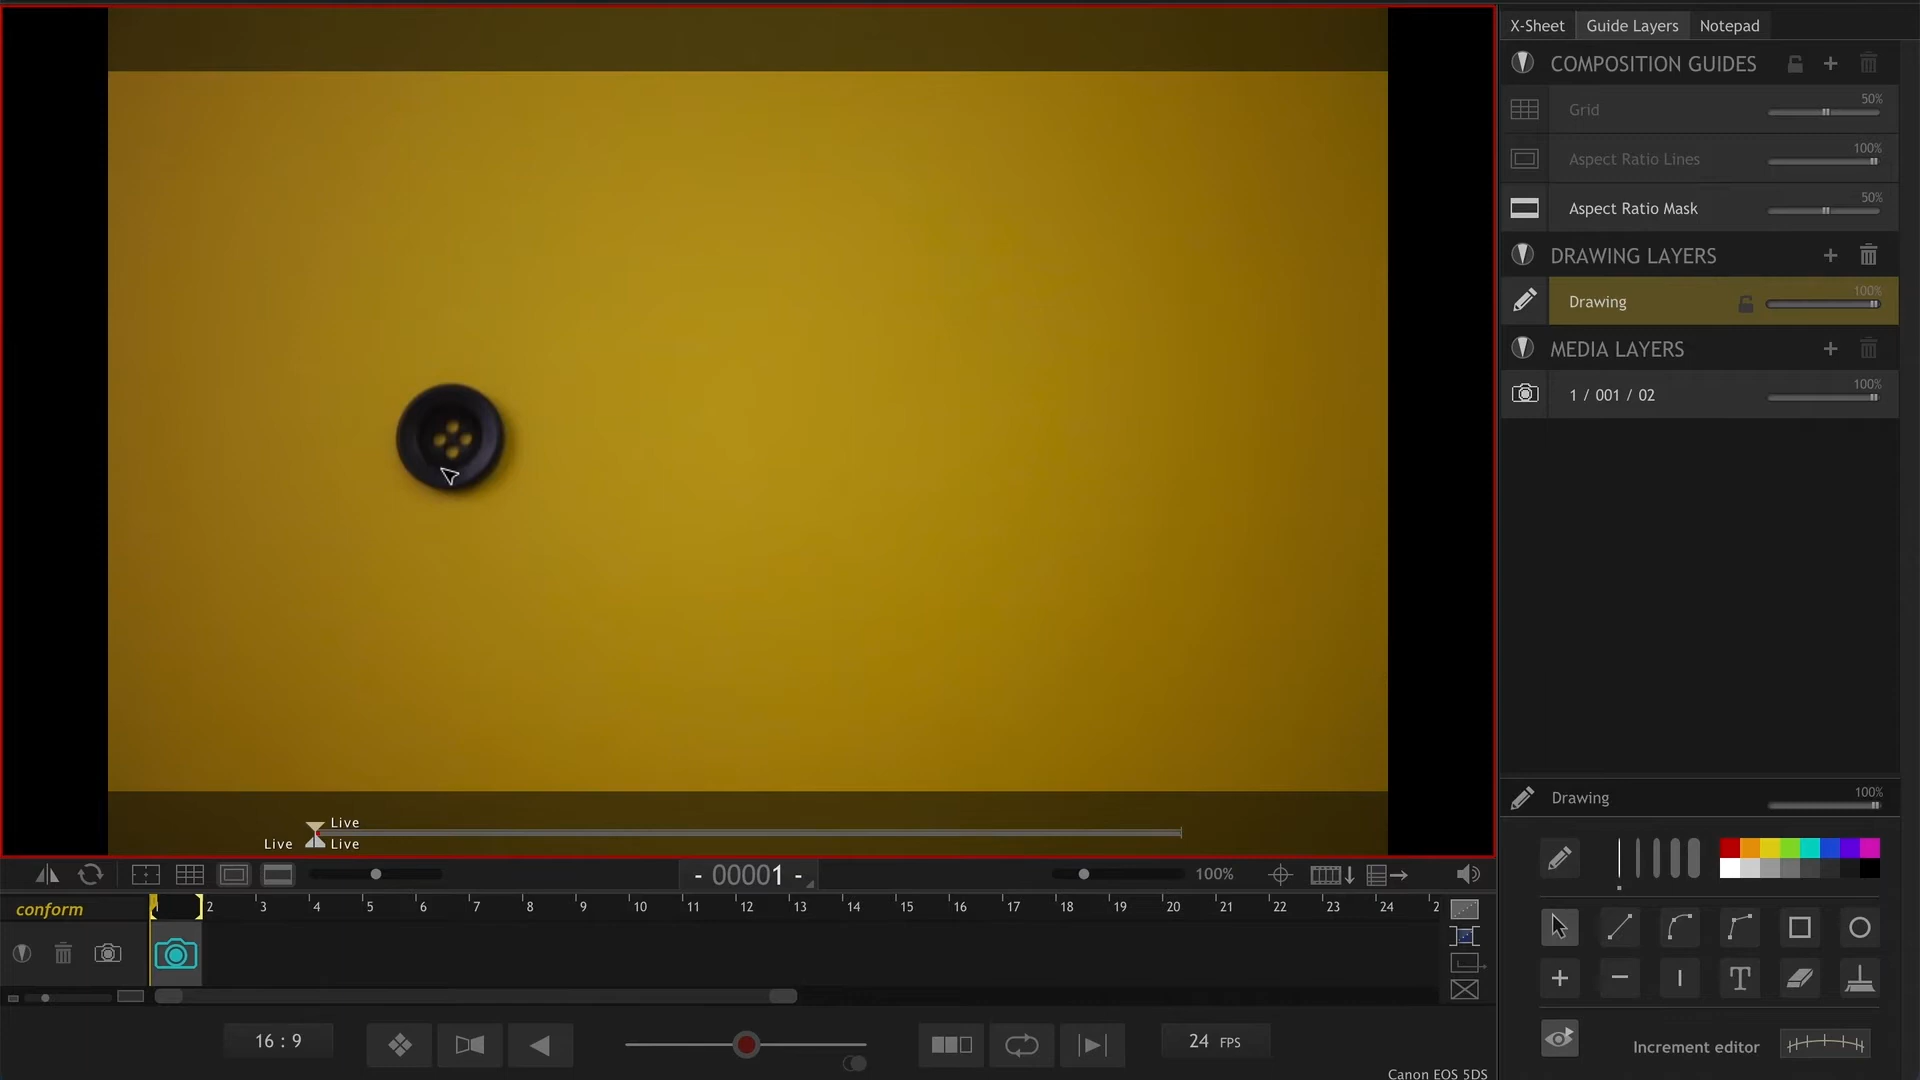 X-Sheet Guide Layers Notepad
COMPOSITION GUIDES
Grid 50%
Aspect Ratio Lines 100%
Aspect Ratio Mask 50%
DRAWING LAYERS
Drawing 100%
MEDIA LAYERS
1 / 001 / 02 100%
Live
Live Live
Drawing 100%
- 00001 - 100%
conform 1 2 3 4 5 6 7 8 9 10 11 12 13 14 15 16 17 18 19 20 21 22 23 24 2
T
16 : 9 24 FPS
Increment editor
Canon EOS 5DS